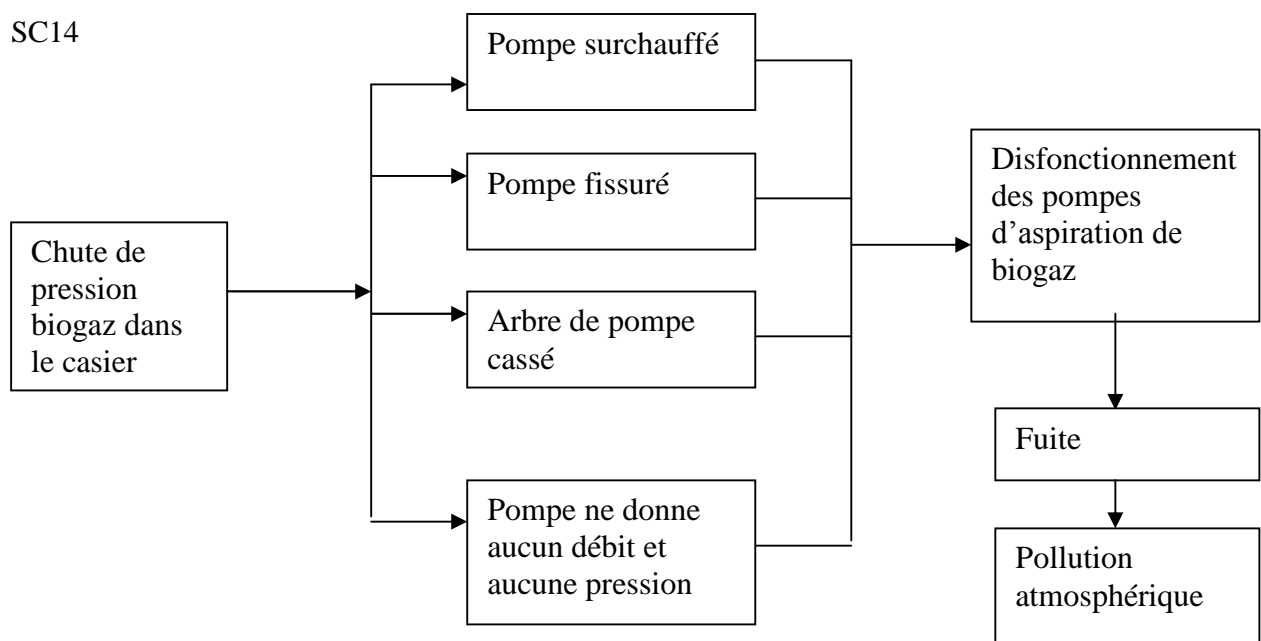 SC14
Pompe surchauffé
Pompe fissuré
Chute de
pression
biogaz dans
le casier
Arbre de pompe
cassé
Pompe ne donne
aucun débit et
aucune pression
Disfonctionnement
des pompes
d’aspiration de
biogaz
Fuite
Pollution
atmosphérique